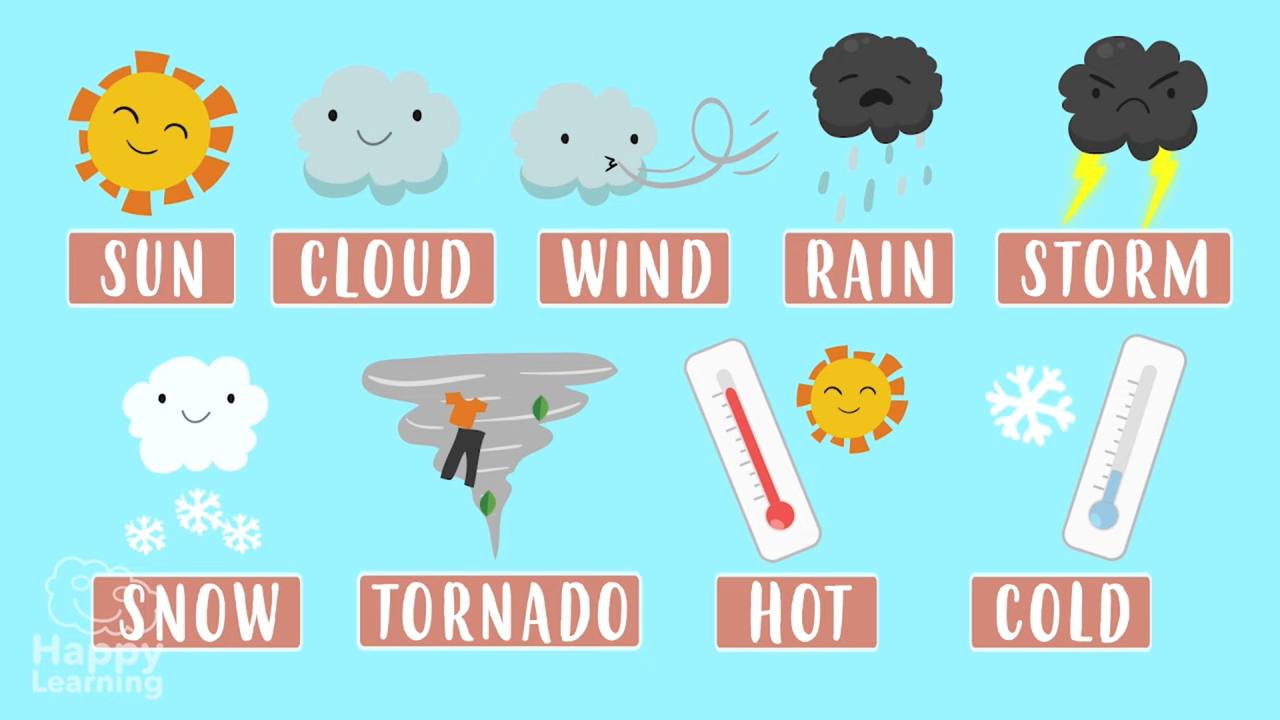 SUN
CLOUD
WIND
RAIN
STORM
SNOW
TORNADO
HOT
COLD
Happy
Learning